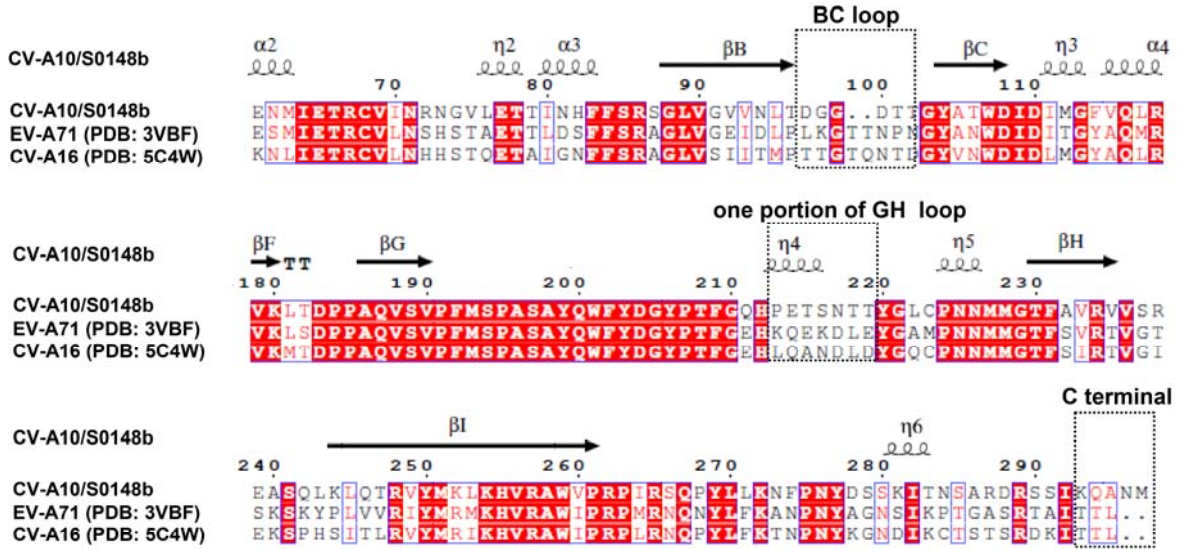 BC loop
CV-A10/S0148b α2 η2 α3 βB βC η3 α4
70 80 90 100 110
CV-A10/S0148b ENMIETRCVINRNGVLETTINHFFSRSGLVGVVNLTDGG..DTTGYATWDIDIMGFVQLR
EV-A71 (PDB: 3VBF) ESMIETRCVLNSHSTAETTLDSFFSRAGLVGEIDLPLKGTTNPNGYANWDIDITGYAQMR
CV-A16 (PDB: 5C4W) KNLIETRCVLNHHSTQETAIGNFFSRAGLVSIITMPTTGTQNTDGYVNWDIDLMGYAQLR
one portion of GH loop
CV-A10/S0148b βF TT βG η4 η5 βH
180 190 200 210 220 230
CV-A10/S0148b VKLTDPPAQVSVPFMSPASAYQWFYDGYPTFGQHPETSNTTYGLCPNNMMGTFAVRVVSR
EV-A71 (PDB: 3VBF) VKLSDPPAQVSVPFMSPASAYQWFYDGYPTFGEHKQEKDLEYGAMPNNMMGTFSVRTVGT
CV-A16 (PDB: 5C4W) VKMTDPPAQVSVPFMSPASAYQWFYDGYPTFGEHLQANDLDYGQCPNNMMGTFSIRTVGI
C terminal
CV-A10/S0148b βI η6
240 250 260 270 280 290
CV-A10/S0148b EASQLKLQTRVYMKLKHVRAWVPRPIRSQPYLLKNFPNYDSSKITNSARDRSSIKQANM
EV-A71 (PDB: 3VBF) SKSKYPLVVRIYMRMKHVRAWIPRPMRNQNYLFKANPNYAGNSIKPTGASRTAITTL..
CV-A16 (PDB: 5C4W) EKSPHSITLRVYMRIKHVRAWIPRPLRNQPYLFKTNPNYKGNDIKCTSTSRDKITTL..